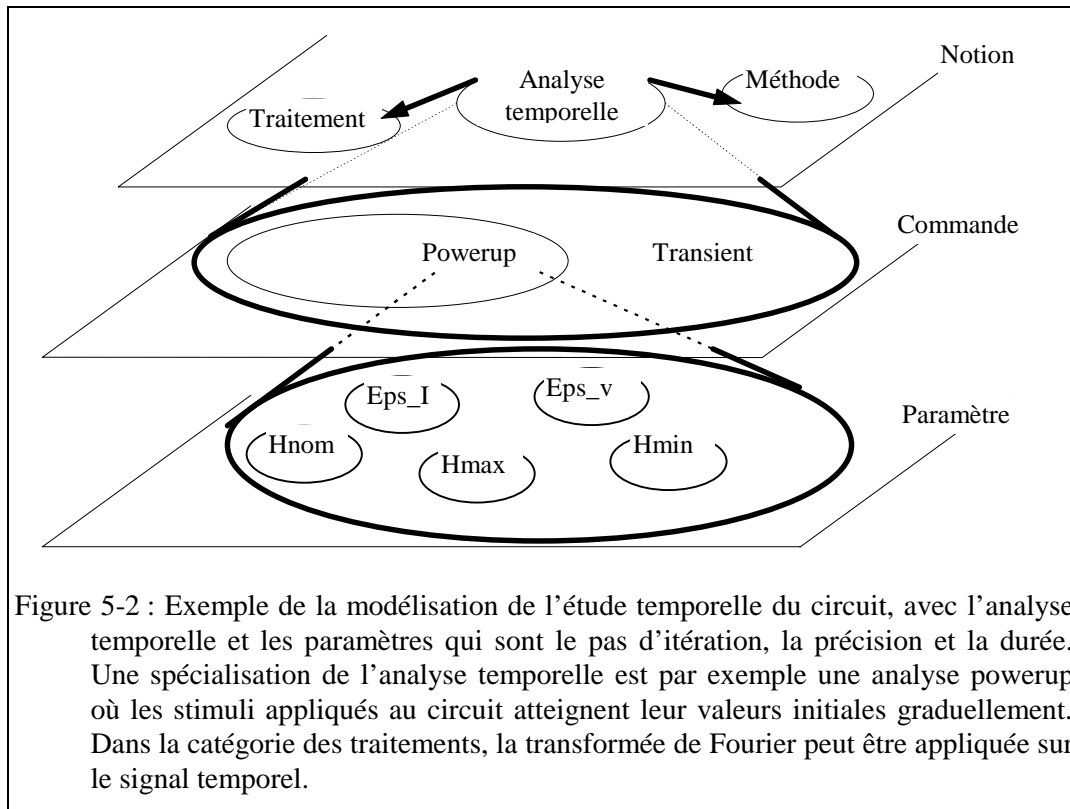 Notion
Analyse
temporelle
Méthode
Traitement
Commande
Powerup
Transient
Paramètre
Eps_I
Eps_v
Hnom
Hmax
Hmin
Figure 5-2 : Exemple de la modélisation de l’étude temporelle du circuit, avec l’analyse
temporelle et les paramètres qui sont le pas d’itération, la précision et la durée.
Une spécialisation de l’analyse temporelle est par exemple une analyse powerup
où les stimuli appliqués au circuit atteignent leur valeurs initiales graduellement.
Dans la catégorie des traitements, la transformée de Fourier peut être appliquée sur
le signal temporel.